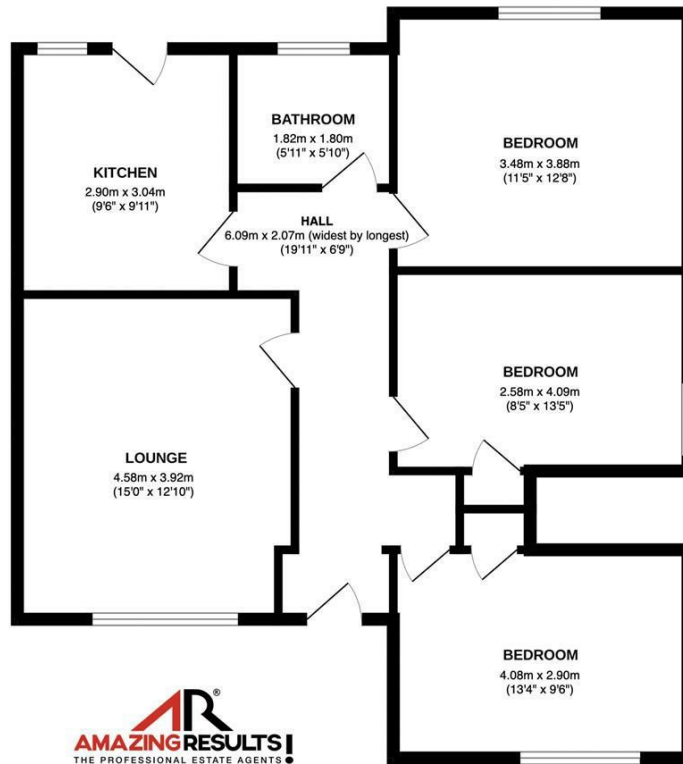 BATHROOM
1.82m x 1.80m
(5'11" x 5'10")
BEDROOM
3.48m x 3.88m
(11'5" x 12'8")
KITCHEN
2.90m x 3.04m
(9'6" x 9'11")
HALL
6.09m x 2.07m (widest by longest)
(19'11" x 6'9")
BEDROOM
2.58m x 4.09m
(8'5" x 13'5")
LOUNGE
4.58m x 3.92m
(15'0" x 12'10")
BEDROOM
4.08m x 2.90m
(13'4" x 9'6")
AR®
AMAZING RESULTS!
THE PROFESSIONAL ESTATE AGENTS